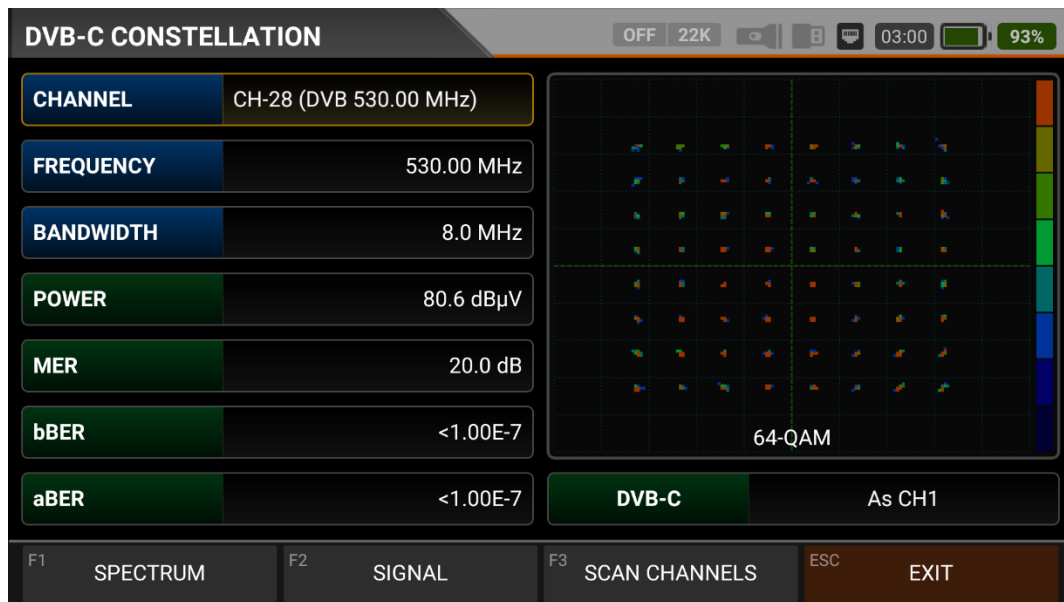 DVB-C CONSTELLATION
OFF 22K 03:00 93%
CHANNEL CH-28 (DVB 530.00 MHz)
FREQUENCY 530.00 MHz
BANDWIDTH 8.0 MHz
POWER 80.6 dBµV
MER 20.0 dB
bBER <1.00E-7
aBER <1.00E-7
64-QAM
DVB-C As CH1
F1 SPECTRUM F2 SIGNAL F3 SCAN CHANNELS ESC EXIT